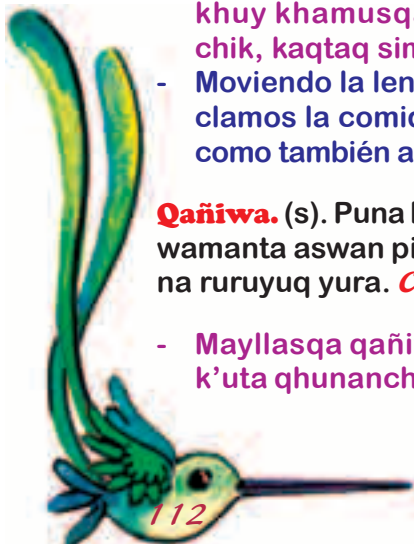 khuy khamusq
chik, kaqtaq sin
- Moviendo la len
clamos la comi
como también a
Qañiwa. (s). Puna
wamanta aswan pi
na ruruyuq yura.
- Mayllasqa qañi
k’uta qhunanch
112